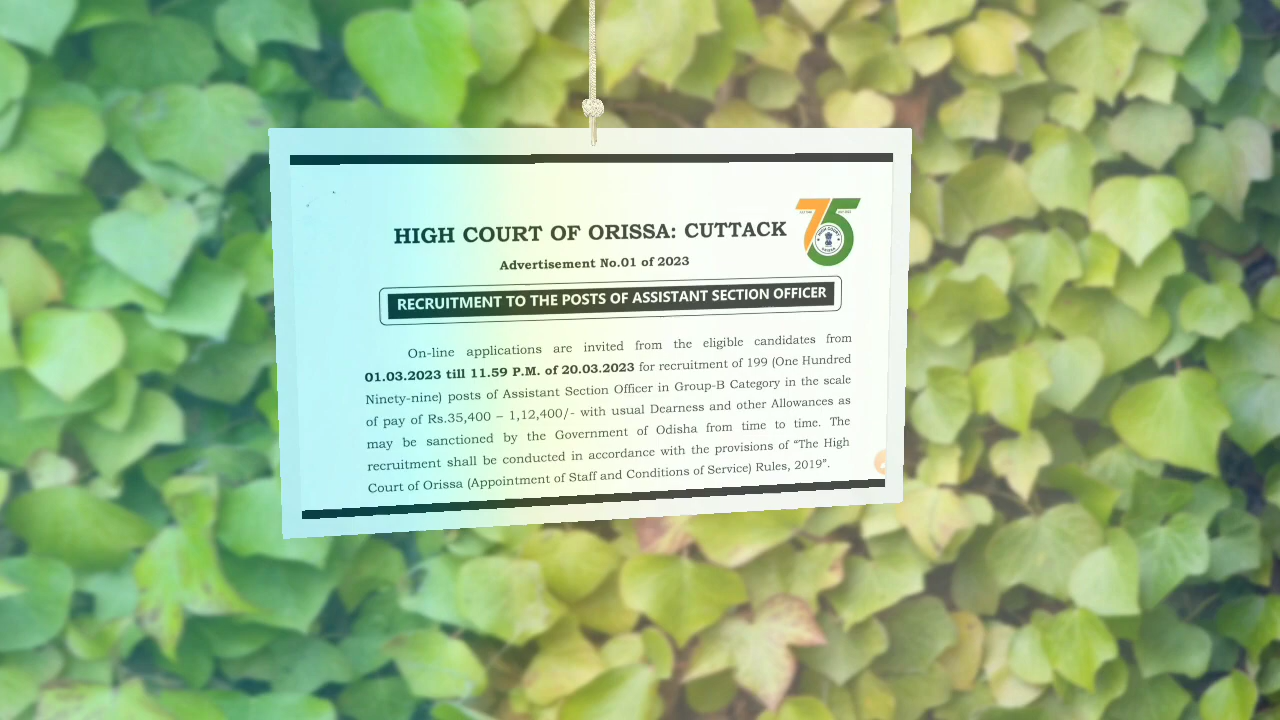 HIGH COURT OF ORISSA: CUTTACK
Advertisement No.01 of 2023
RECRUITMENT TO THE POSTS OF ASSISTANT SECTION OFFICER
On-line applications are invited from the eligible candidates from
01.03.2023 till 11.59 P.M. of 20.03.2023 for recruitment of 199 (One Hundred
Ninety-nine) posts of Assistant Section Officer in Group-B Category in the scale
of pay of Rs.35,400 – 1,12,400/- with usual Dearness and other Allowances as
may be sanctioned by the Government of Odisha from time to time. The
recruitment shall be conducted in accordance with the provisions of “The High
Court of Orissa (Appointment of Staff and Conditions of Service) Rules, 2019”.
75